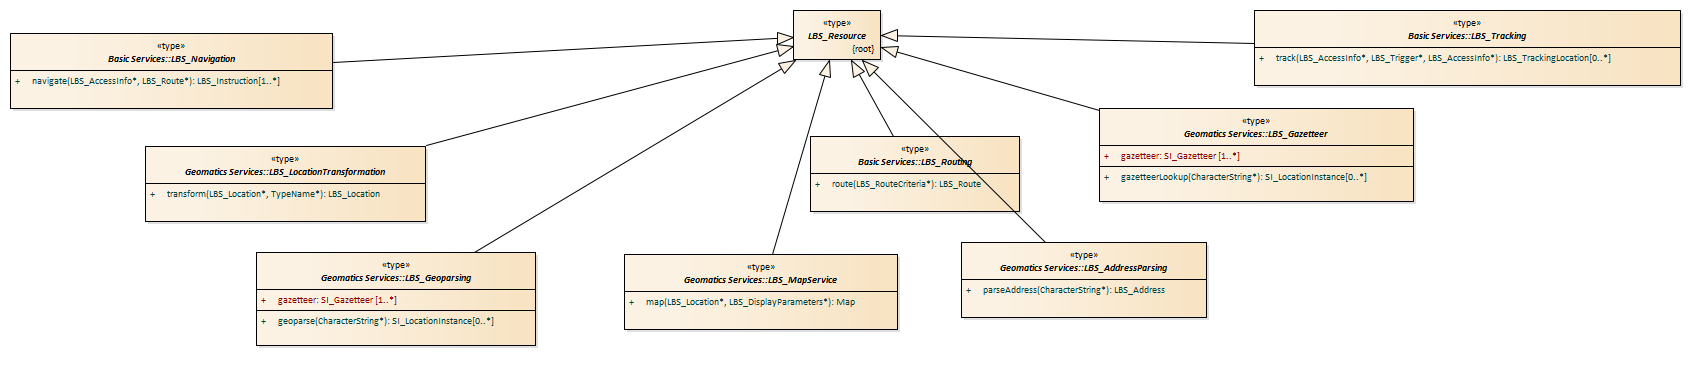 «type»
LBS_Resource
{root}
«type»
Basic Services::LBS_Tracking
+ track(LBS_AccessInfo*, LBS_Trigger*, LBS_AccessInfo*): LBS_TrackingLocation[0..*]
«type»
Basic Services::LBS_Navigation
+ navigate(LBS_AccessInfo*, LBS_Route*): LBS_Instruction[1..*]
«type»
Geomatics Services::LBS_Gazetteer
+ gazetteer: SI_Gazetteer [1..*]
+ gazetteerLookup(CharacterString*): SI_LocationInstance[0..*]
«type»
Basic Services::LBS_Routing
+ route(LBS_RouteCriteria*): LBS_Route
«type»
Geomatics Services::LBS_LocationTransformation
+ transform(LBS_Location*, TypeName*): LBS_Location
«type»
Geomatics Services::LBS_AddressParsing
+ parseAddress(CharacterString*): LBS_Address
«type»
Geomatics Services::LBS_Geoparsing
+ gazetteer: SI_Gazetteer [1..*]
+ geoparse(CharacterString*): SI_LocationInstance[0..*]
«type»
Geomatics Services::LBS_MapService
+ map(LBS_Location*, LBS_DisplayParameters*): Map